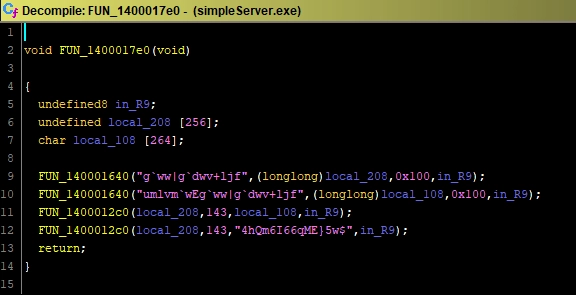 Decompile: FUN_1400017e0 - (simpleServer.exe)
1
2 void FUN_1400017e0(void)
3
4 {
5 undefined8 in_R9;
6 undefined local_208 [256];
7 char local_108 [264];
8
9 FUN_140001640("g`ww|g`dwv+ljf",(longlong)local_208,0x100,in_R9);
10 FUN_140001640("umlvm`wEg`ww|g`dwv+ljf",(longlong)local_108,0x100,in_R9);
11 FUN_1400012c0(local_208,143,local_108,in_R9);
12 FUN_1400012c0(local_208,143,"4hQm6I66qME}5w$",in_R9);
13 return;
14 }
15